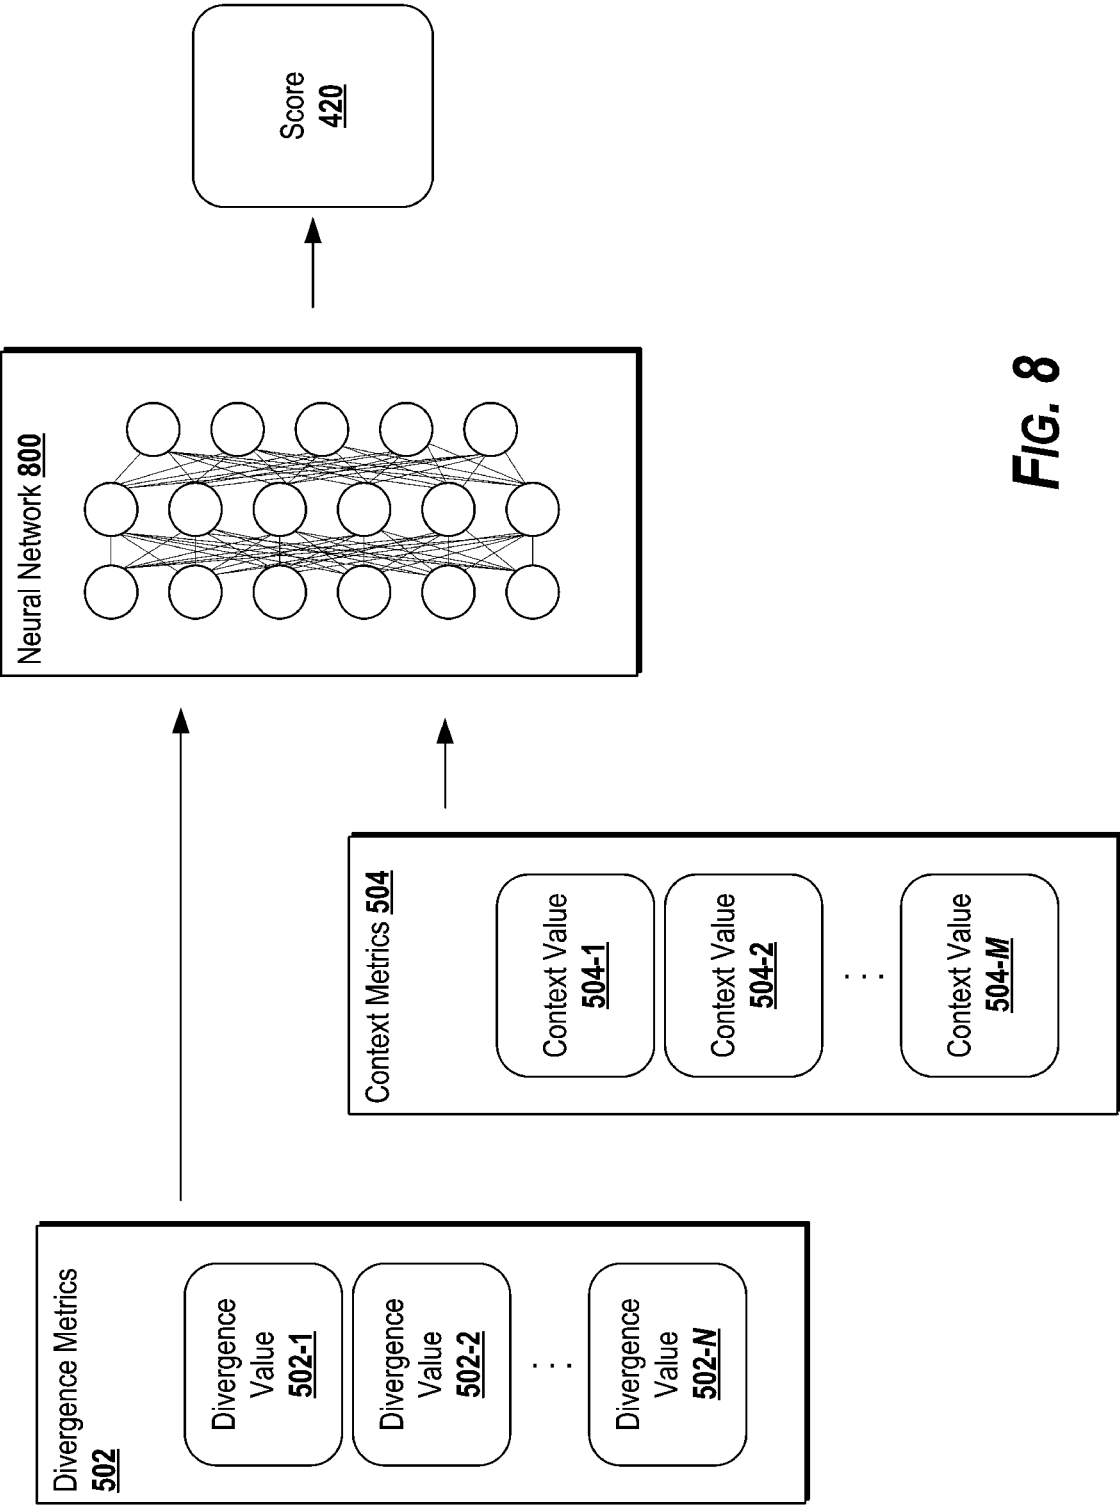 Divergence Metrics
502
Divergence
Value
502-1
Divergence
Value
502-2
. . .
Divergence
Value
502-N
Context Metrics 504
Context Value
504-1
Context Value
504-2
. . .
Context Value
504-M
Neural Network 800
Score
420
FIG. 8